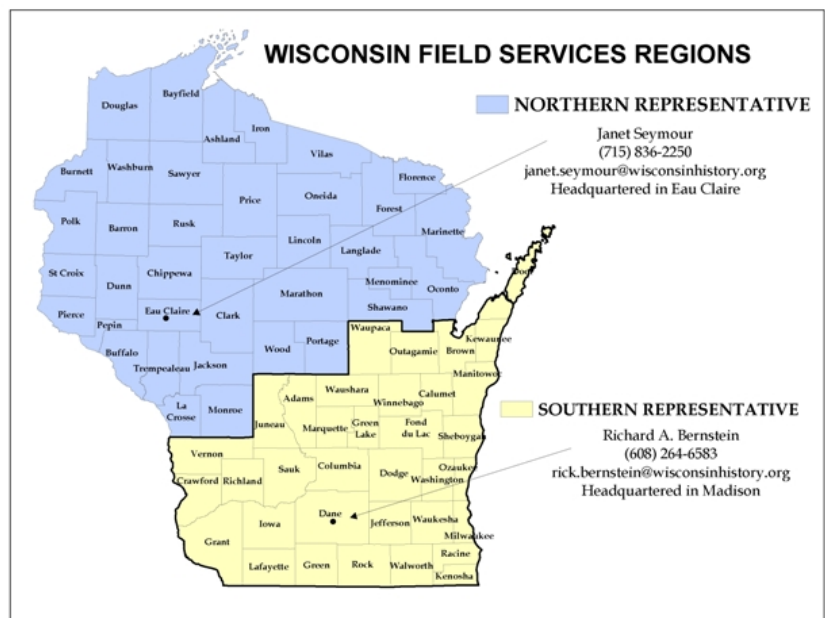 WISCONSIN FIELD SERVICES REGIONS
NORTHERN REPRESENTATIVE
Janet Seymour
(715) 836-2250
janet.seymour@wisconsinhistory.org
Headquartered in Eau Claire
Douglas
Bayfield
Ashland
Iron
Vilas
Burnett
Washburn
Sawyer
Price
Oneida
Florence
Forest
Marinette
Polk
Barron
Rusk
Taylor
Lincoln
Langlade
St Croix
Dunn
Chippewa
Marathon
Menominee
Oconto
Shawano
Pierce
Pepin
Eau Claire
Clark
Wood
Portage
Buffalo
Trempealeau
Jackson
La
Crosse
Monroe
Door
Waupaca
Outagamie
Brown
Kewaunee
Manitowoc
Adams
Waushara
Winnebago
Calumet
Juneau
Marquette
Green
Lake
Fond
du Lac
Sheboygan
SOUTHERN REPRESENTATIVE
Richard A. Bernstein
(608) 264-6583
rick.bernstein@wisconsinhistory.org
Headquartered in Madison
Vernon
Crawford
Richland
Sauk
Columbia
Dodge
Ozaukee
Washington
Grant
Iowa
Dane
Jefferson
Waukesha
Milwaukee
Lafayette
Green
Rock
Walworth
Racine
Kenosha